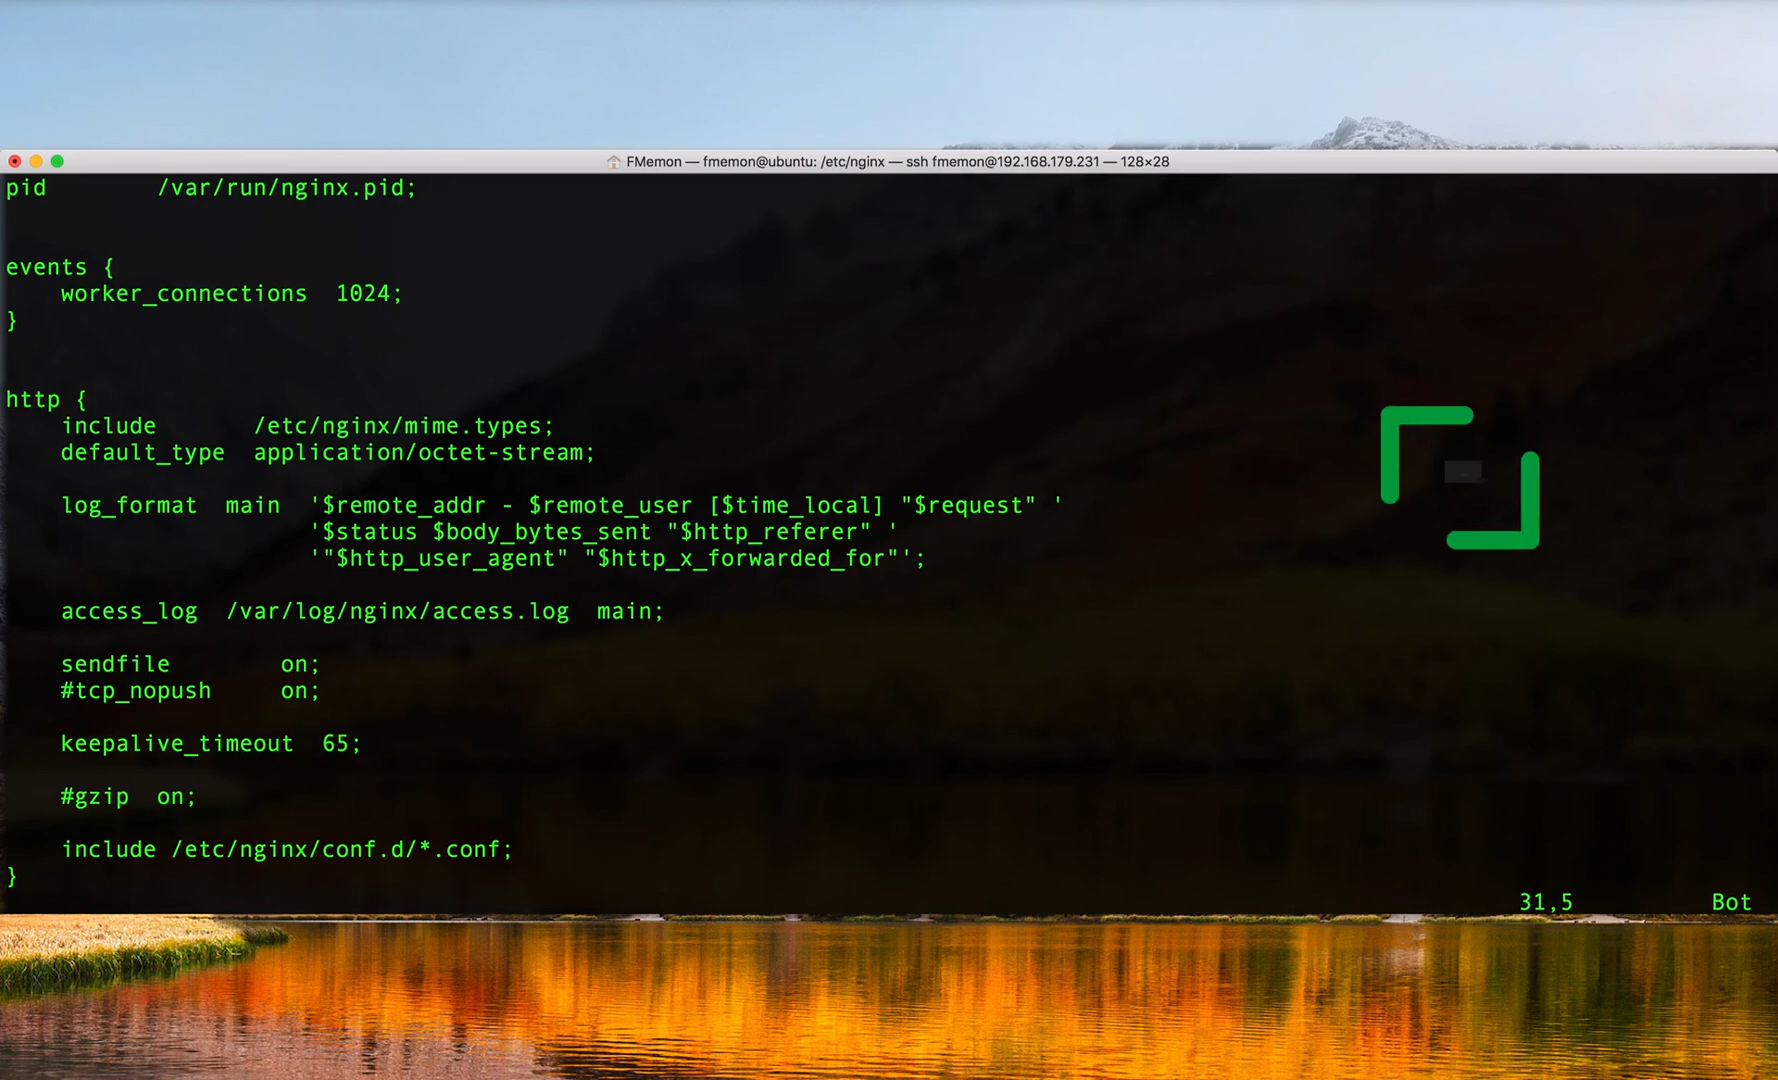 FMemon — fmemon@ubuntu: /etc/nginx — ssh fmemon@192.168.179.231 — 128×28
pid        /var/run/nginx.pid;
events {
    worker_connections  1024;
}
http {
    include       /etc/nginx/mime.types;
    default_type  application/octet-stream;
    log_format  main  '$remote_addr - $remote_user [$time_local] "$request" '
                      '$status $body_bytes_sent "$http_referer" '
                      '"$http_user_agent" "$http_x_forwarded_for"';
    access_log  /var/log/nginx/access.log  main;
    sendfile        on;
    #tcp_nopush     on;
    keepalive_timeout  65;
    #gzip  on;
    include /etc/nginx/conf.d/*.conf;
}
31,5          Bot